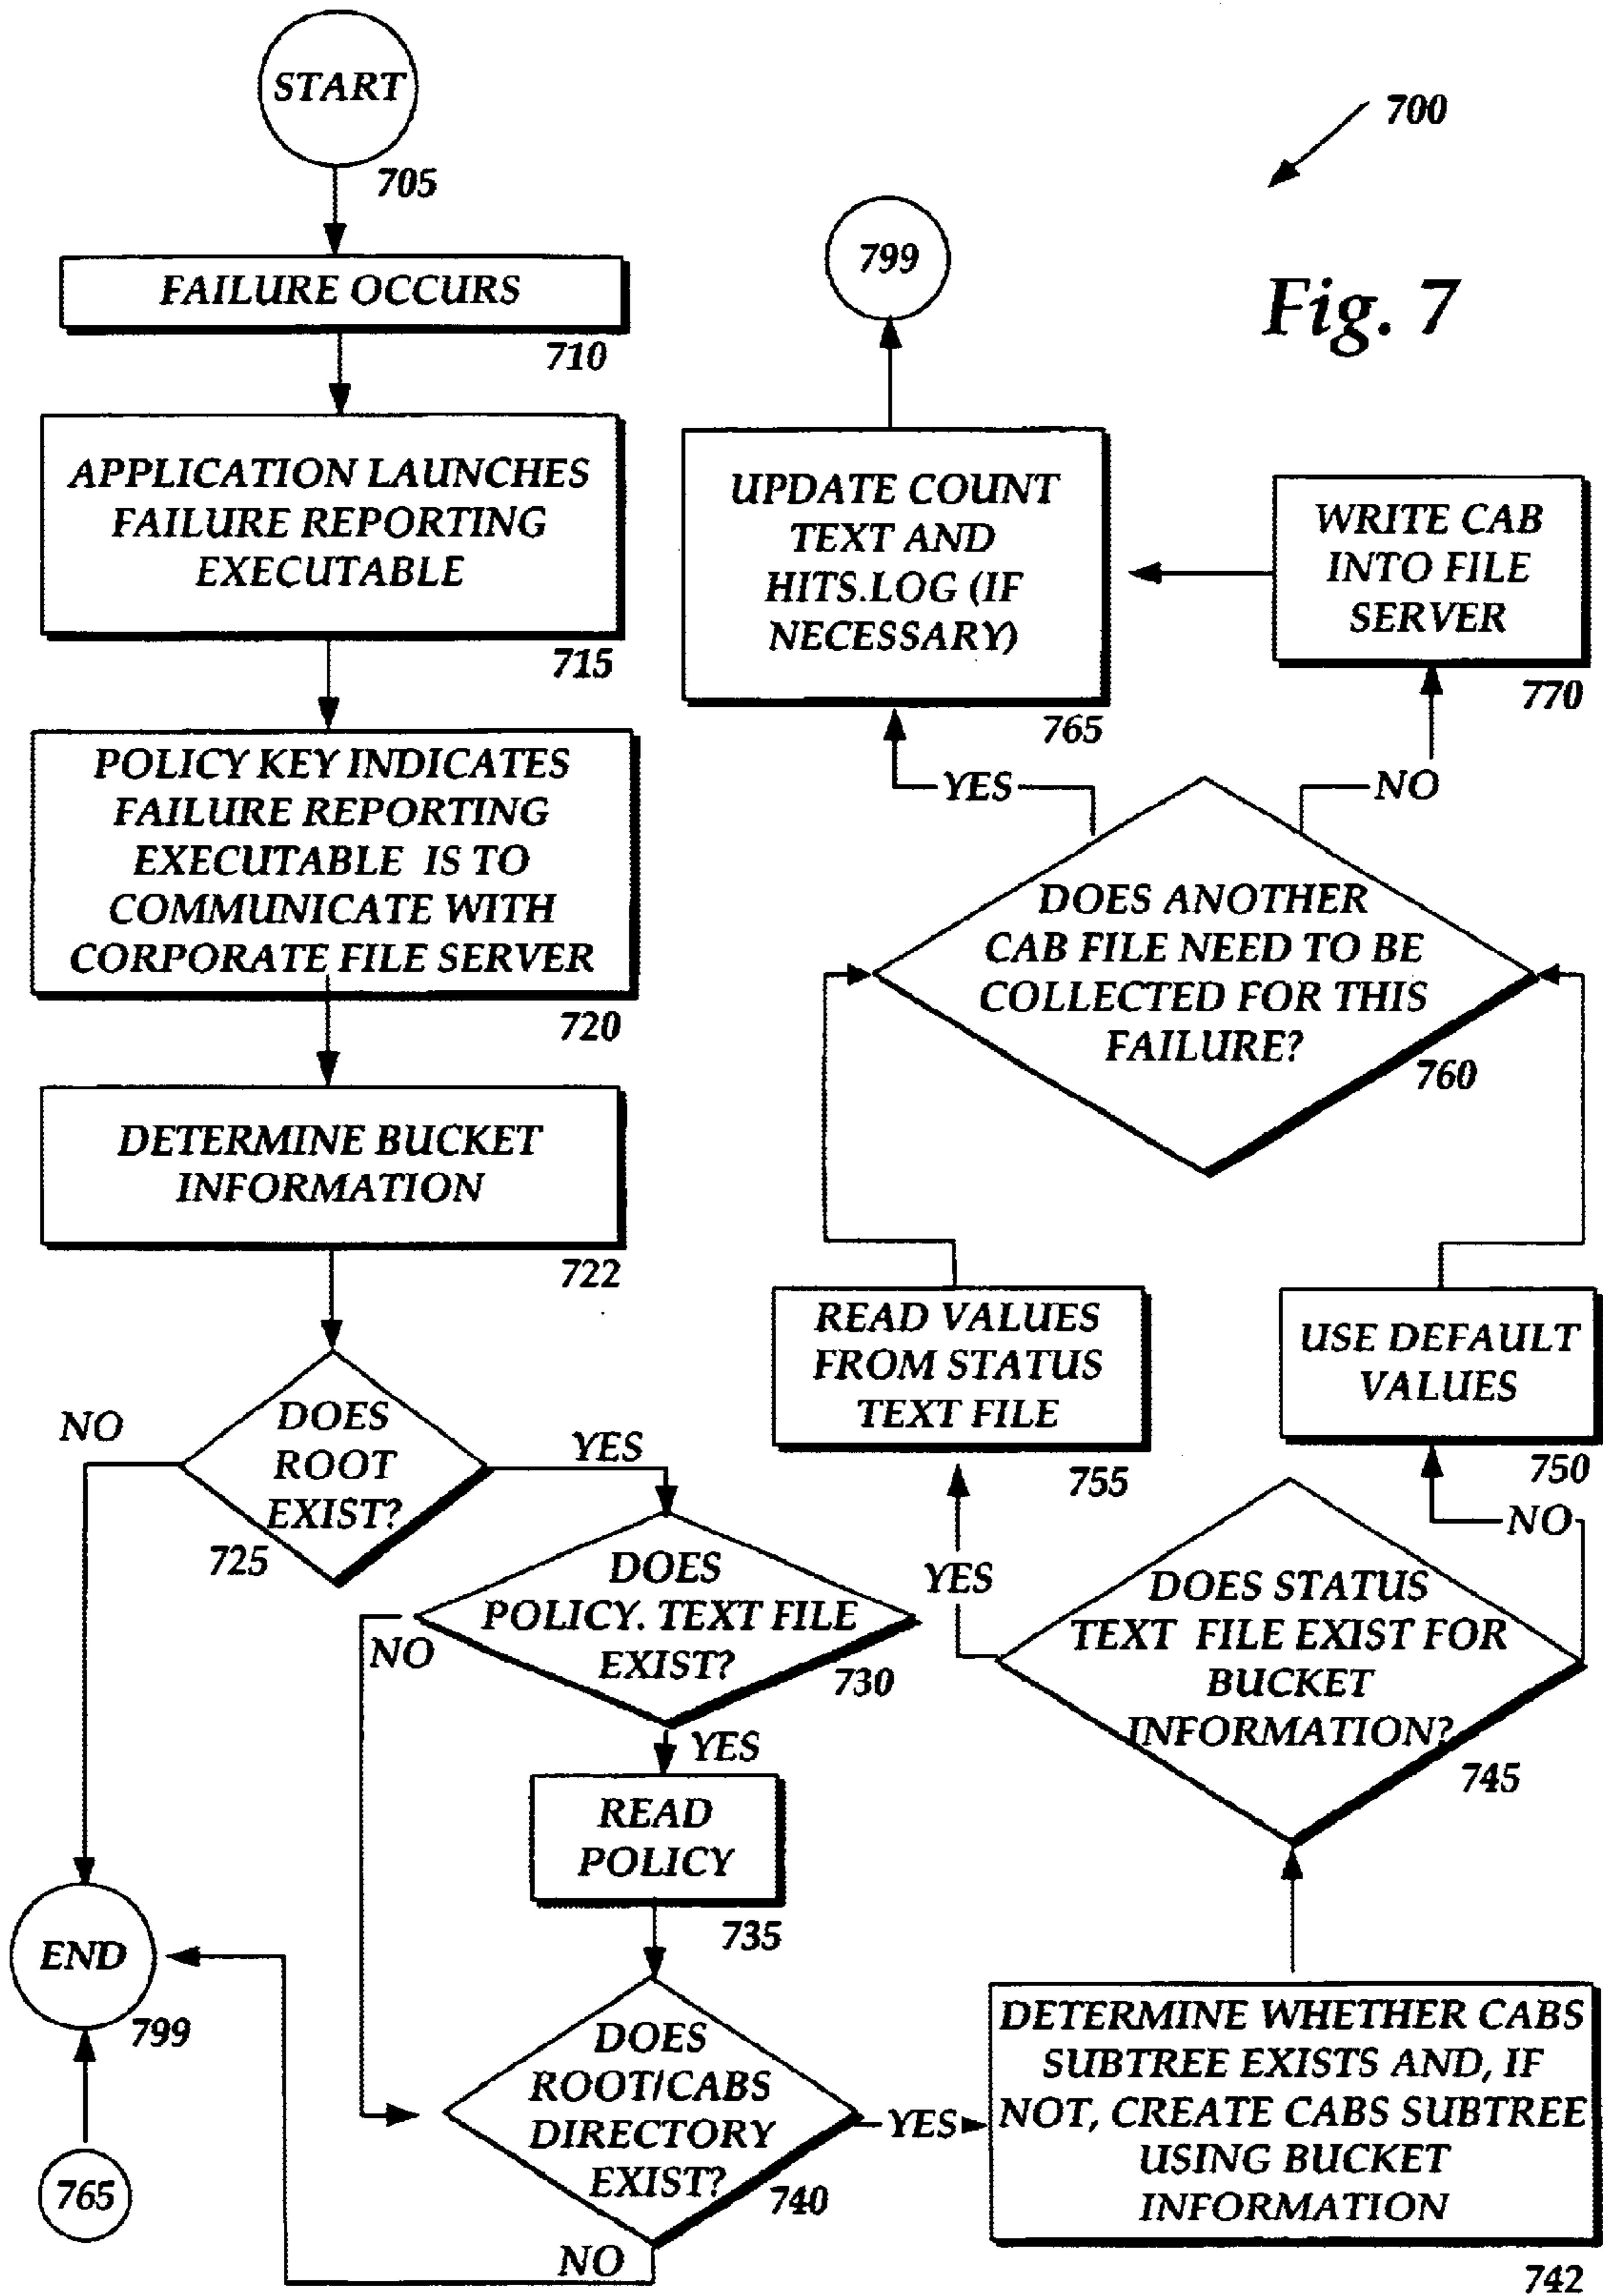 START
705
700
FAILURE OCCURS
710
APPLICATION LAUNCHES
FAILURE REPORTING
EXECUTABLE
715
POLICY KEY INDICATES
FAILURE REPORTING
EXECUTABLE IS TO
COMMUNICATE WITH
CORPORATE FILE SERVER
720
DETERMINE BUCKET
INFORMATION
722
DOES
ROOT
EXIST?
725
NO
YES
DOES
POLICY. TEXT FILE
EXIST?
730
NO
YES
READ
POLICY
735
END
799
765
DOES
ROOT/CABS
DIRECTORY
EXIST?
740
NO
YES
DETERMINE WHETHER CABS
SUBTREE EXISTS AND, IF
NOT, CREATE CABS SUBTREE
USING BUCKET
INFORMATION
742
DOES STATUS
TEXT FILE EXIST FOR
BUCKET
INFORMATION?
745
YES
NO
READ VALUES
FROM STATUS
TEXT FILE
755
USE DEFAULT
VALUES
750
DOES ANOTHER
CAB FILE NEED TO BE
COLLECTED FOR THIS
FAILURE?
760
YES
NO
UPDATE COUNT
TEXT AND
HITS.LOG (IF
NECESSARY)
765
WRITE CAB
INTO FILE
SERVER
770
799
Fig. 7